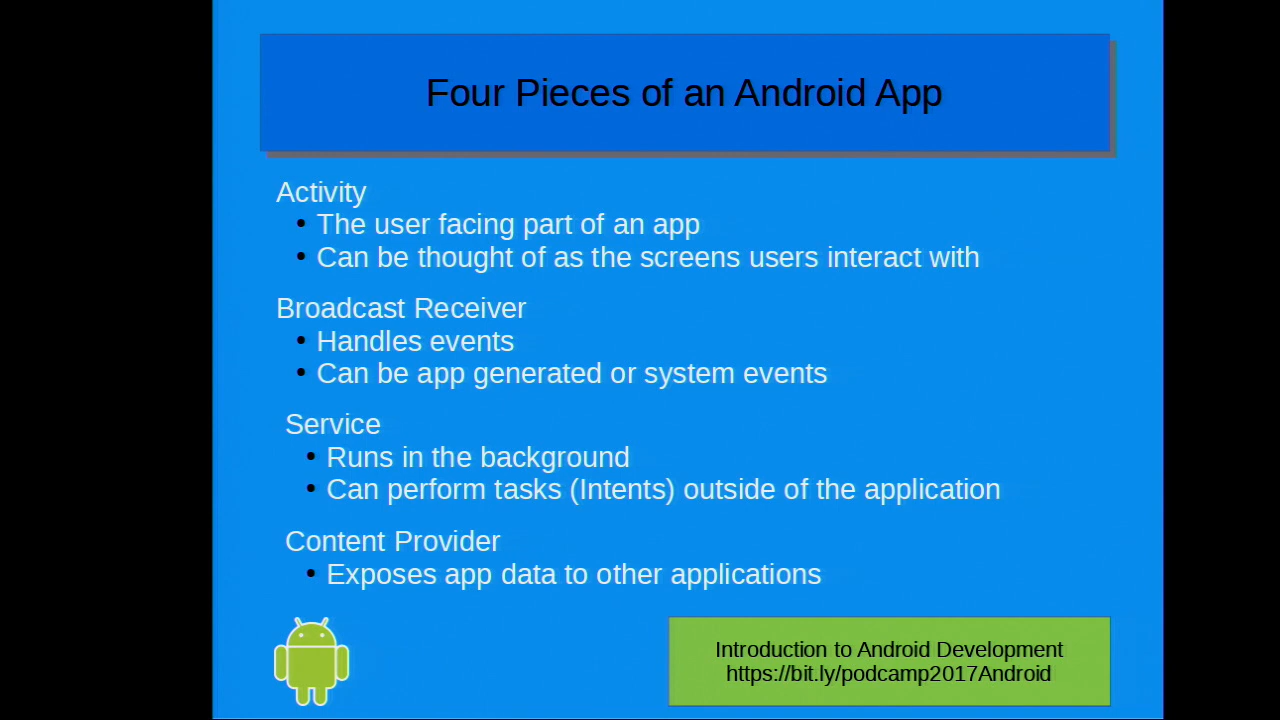 Four Pieces of an Android App
Activity
• The user facing part of an app
• Can be thought of as the screens users interact with
Broadcast Receiver
• Handles events
• Can be app generated or system events
Service
• Runs in the background
• Can perform tasks (Intents) outside of the application
Content Provider
• Exposes app data to other applications
Introduction to Android Development
https://bit.ly/podcamp2017Android